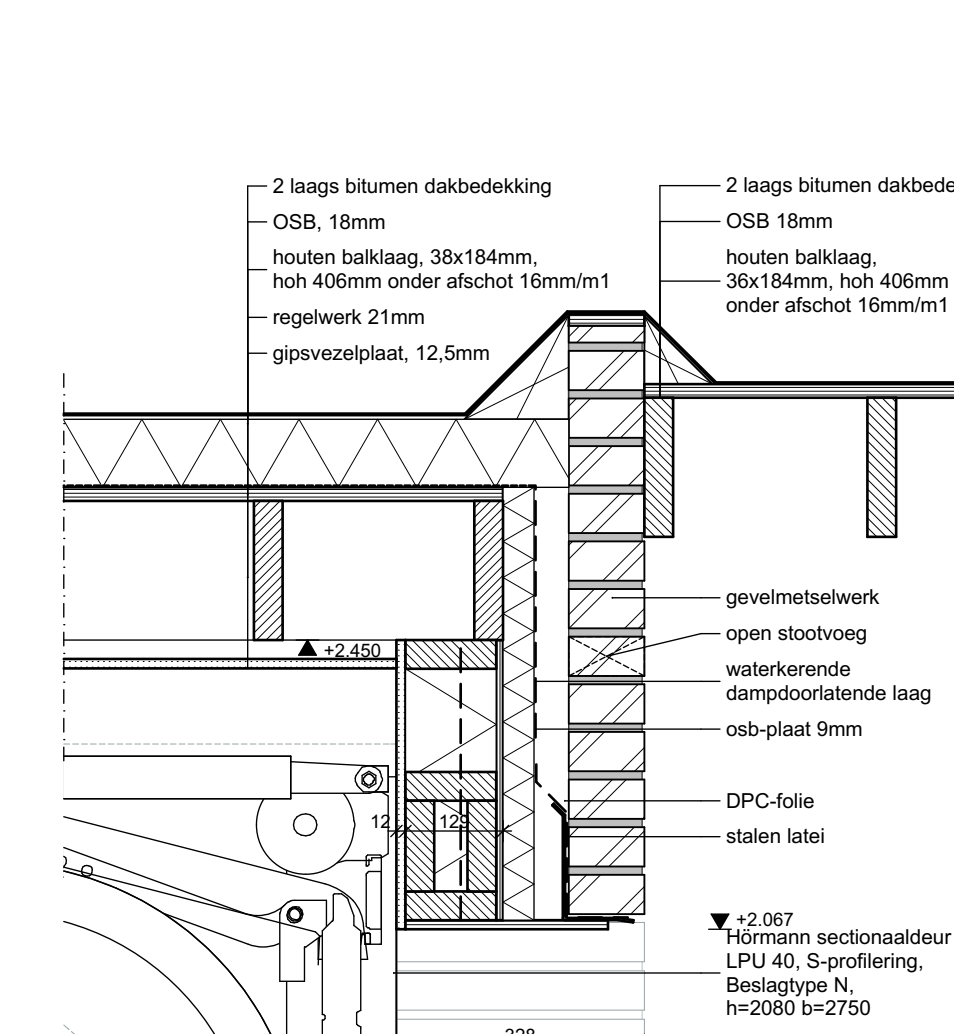 2 laags bitumen dakbedekking
OSB, 18mm
houten balklaag, 38x184mm,
hoh 406mm onder afschot 16mm/m1
regelwerk 21mm
gipsvezelplaat, 12,5mm
2 laags bitumen dakbede
OSB 18mm
houten balklaag,
36x184mm, hoh 406mm
onder afschot 16mm/m1
gevelmetselwerk
open stootvoeg
+2.450
waterkerende
dampdoorlatende laag
osb-plaat 9mm
DPC-folie
12
129
stalen latei
+2.067
Hörmann sectionaaldeur
LPU 40, S-profilering,
Beslagtype N,
h=2080 b=2750
328